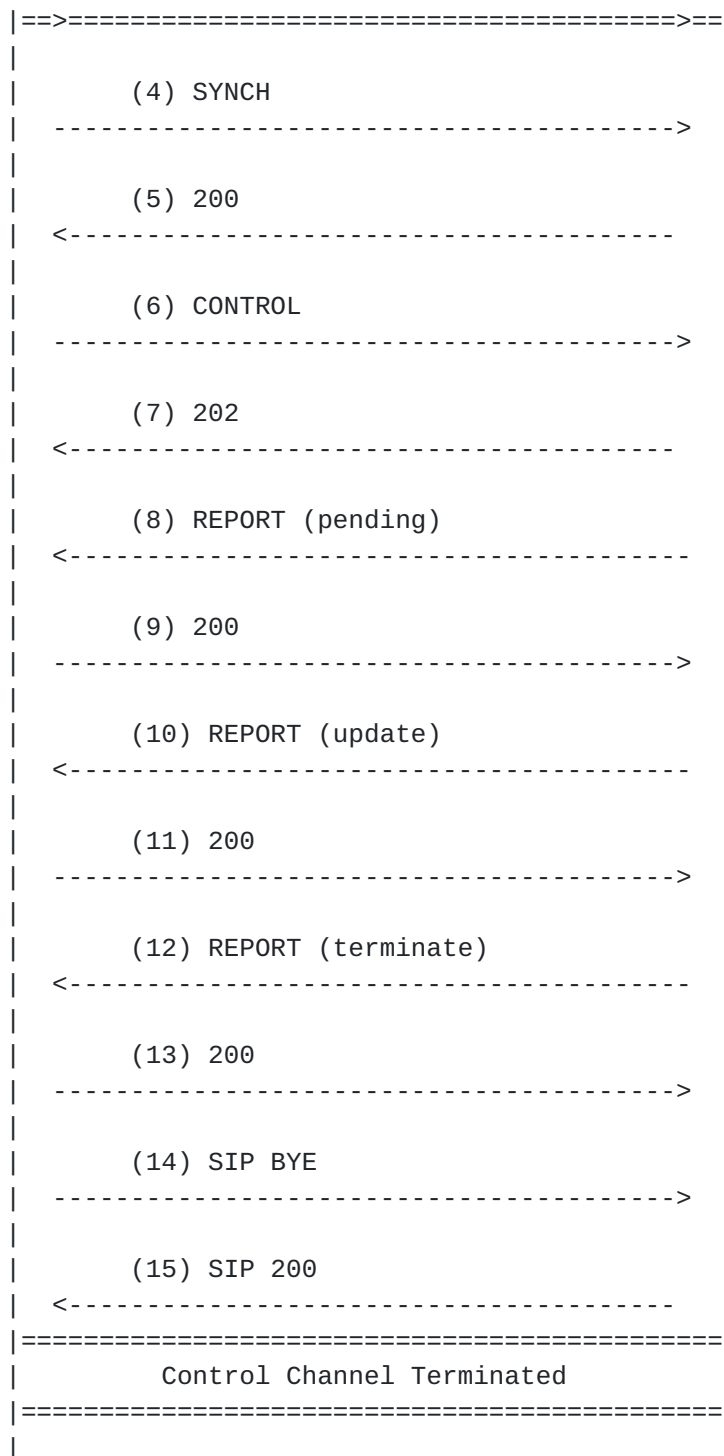 |==>=======================================>==
|
|       (4) SYNCH
|  ---------------------------------------->
|
|       (5) 200
|  <---------------------------------------
|
|       (6) CONTROL
|  ---------------------------------------->
|
|       (7) 202
|  <---------------------------------------
|
|       (8) REPORT (pending)
|  <----------------------------------------
|
|       (9) 200
|  ---------------------------------------->
|
|       (10) REPORT (update)
|  <----------------------------------------
|
|       (11) 200
|  ---------------------------------------->
|
|       (12) REPORT (terminate)
|  <----------------------------------------
|
|       (13) 200
|  ---------------------------------------->
|
|       (14) SIP BYE
|  ---------------------------------------->
|
|       (15) SIP 200
|  <---------------------------------------
|=============================================
|         Control Channel Terminated
|=============================================
|